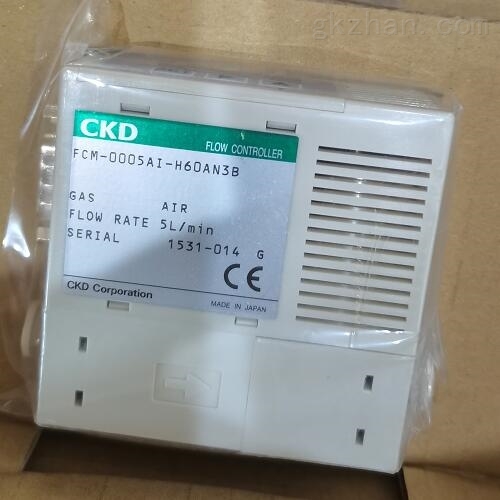 gkzhan.com
CKD
FLOW CONTROLLER
FCM-0005AI-H60AN3B
GAS AIR
FLOW RATE 5L/min
SERIAL 1531-014 G
CE
CKD Corporation
MADE IN JAPAN